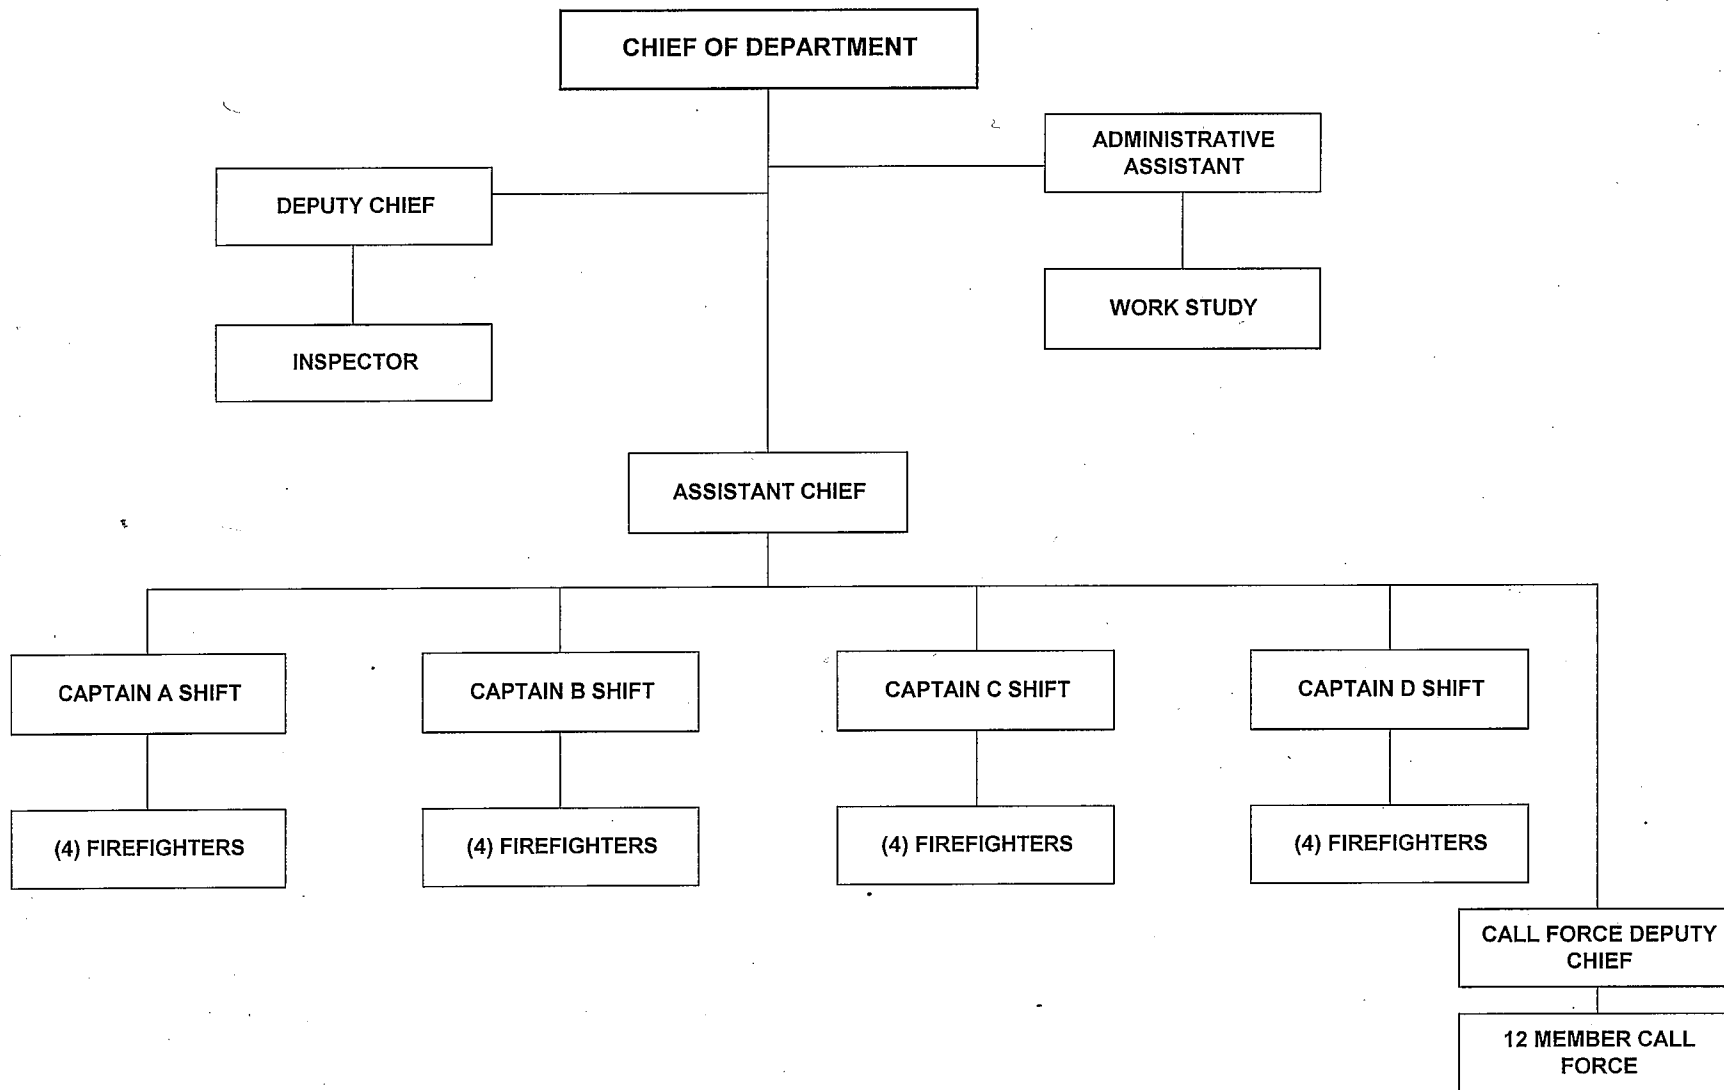 CHIEF OF DEPARTMENT
ADMINISTRATIVE
ASSISTANT
DEPUTY CHIEF
WORK STUDY
INSPECTOR
ASSISTANT CHIEF
CAPTAIN A SHIFT
CAPTAIN B SHIFT
CAPTAIN C SHIFT
CAPTAIN D SHIFT
(4) FIREFIGHTERS
(4) FIREFIGHTERS
(4) FIREFIGHTERS
(4) FIREFIGHTERS
CALL FORCE DEPUTY
CHIEF
12 MEMBER CALL
FORCE